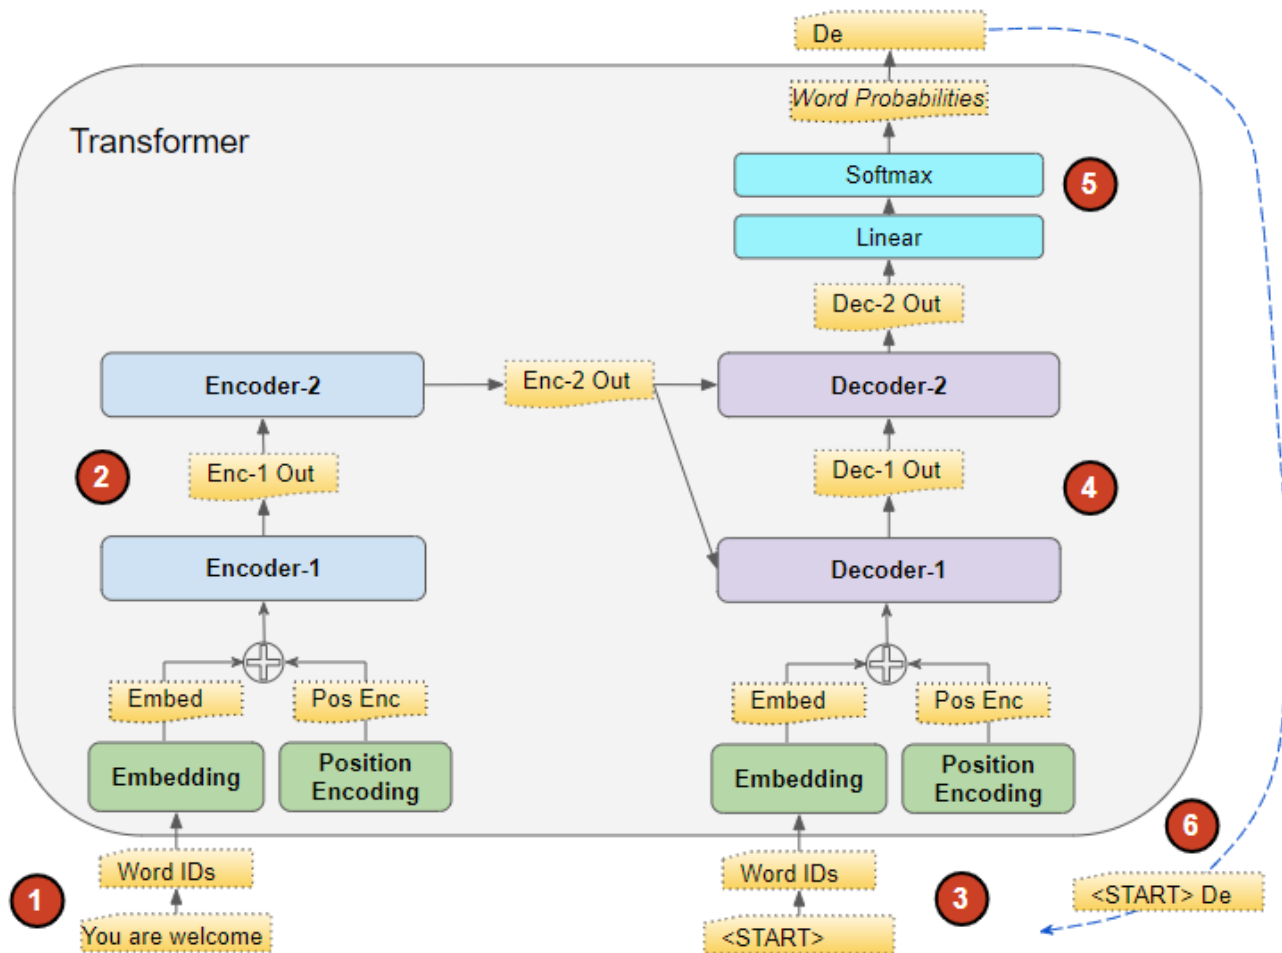 De
Word Probabilities
Transformer
Softmax
5
Linear
Dec-2 Out
Encoder-2
Enc-2 Out
Decoder-2
2
Enc-1 Out
Dec-1 Out
4
Encoder-1
Decoder-1
Embed
Pos Enc
Embed
Pos Enc
Embedding
Position
Encoding
Embedding
Position
Encoding
6
1
Word IDs
Word IDs
3
<START> De
You are welcome
<START>